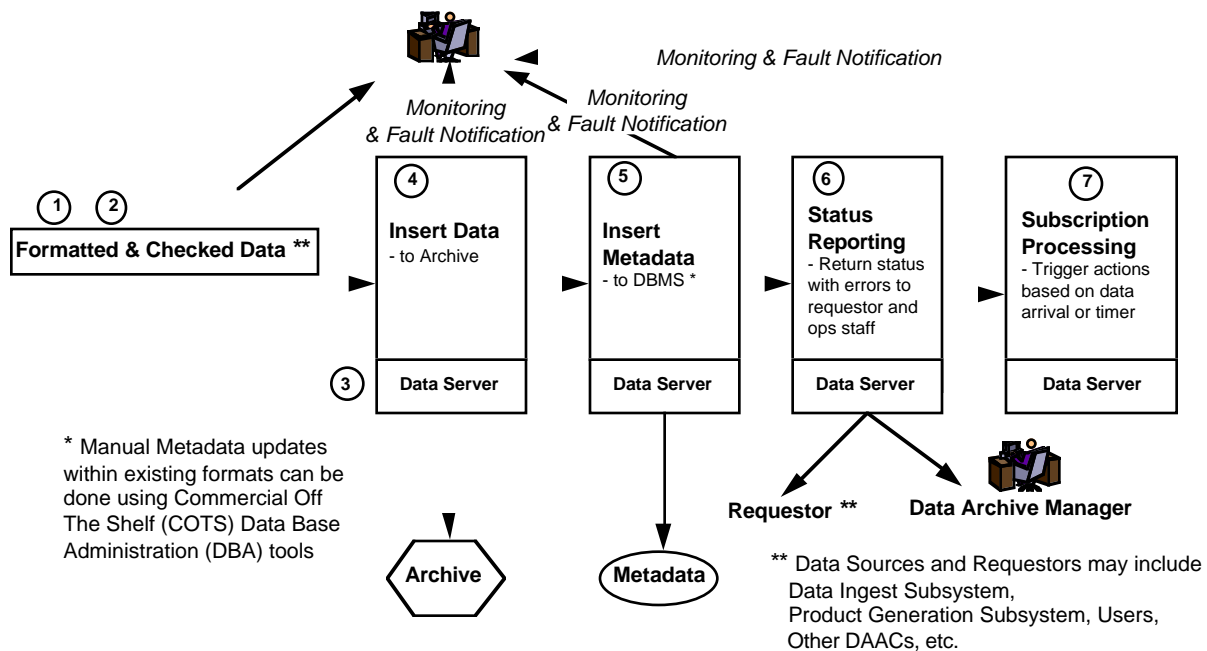 Monitoring & Fault Notification
Monitoring
& Fault Notification
Monitoring
& Fault Notification
1
2
Formatted & Checked Data **
3
4
Insert Data
- to Archive
Data Server
5
Insert
Metadata
- to DBMS *
Data Server
6
Status
Reporting
- Return status
with errors to
requestor and
ops staff
Data Server
7
Subscription
Processing
- Trigger actions
based on data
arrival or timer
Data Server
* Manual Metadata updates
within existing formats can be
done using Commercial Off
The Shelf (COTS) Data Base
Administration (DBA) tools
Archive
Metadata
Requestor **
Data Archive Manager
** Data Sources and Requestors may include
Data Ingest Subsystem,
Product Generation Subsystem, Users,
Other DAACs, etc.